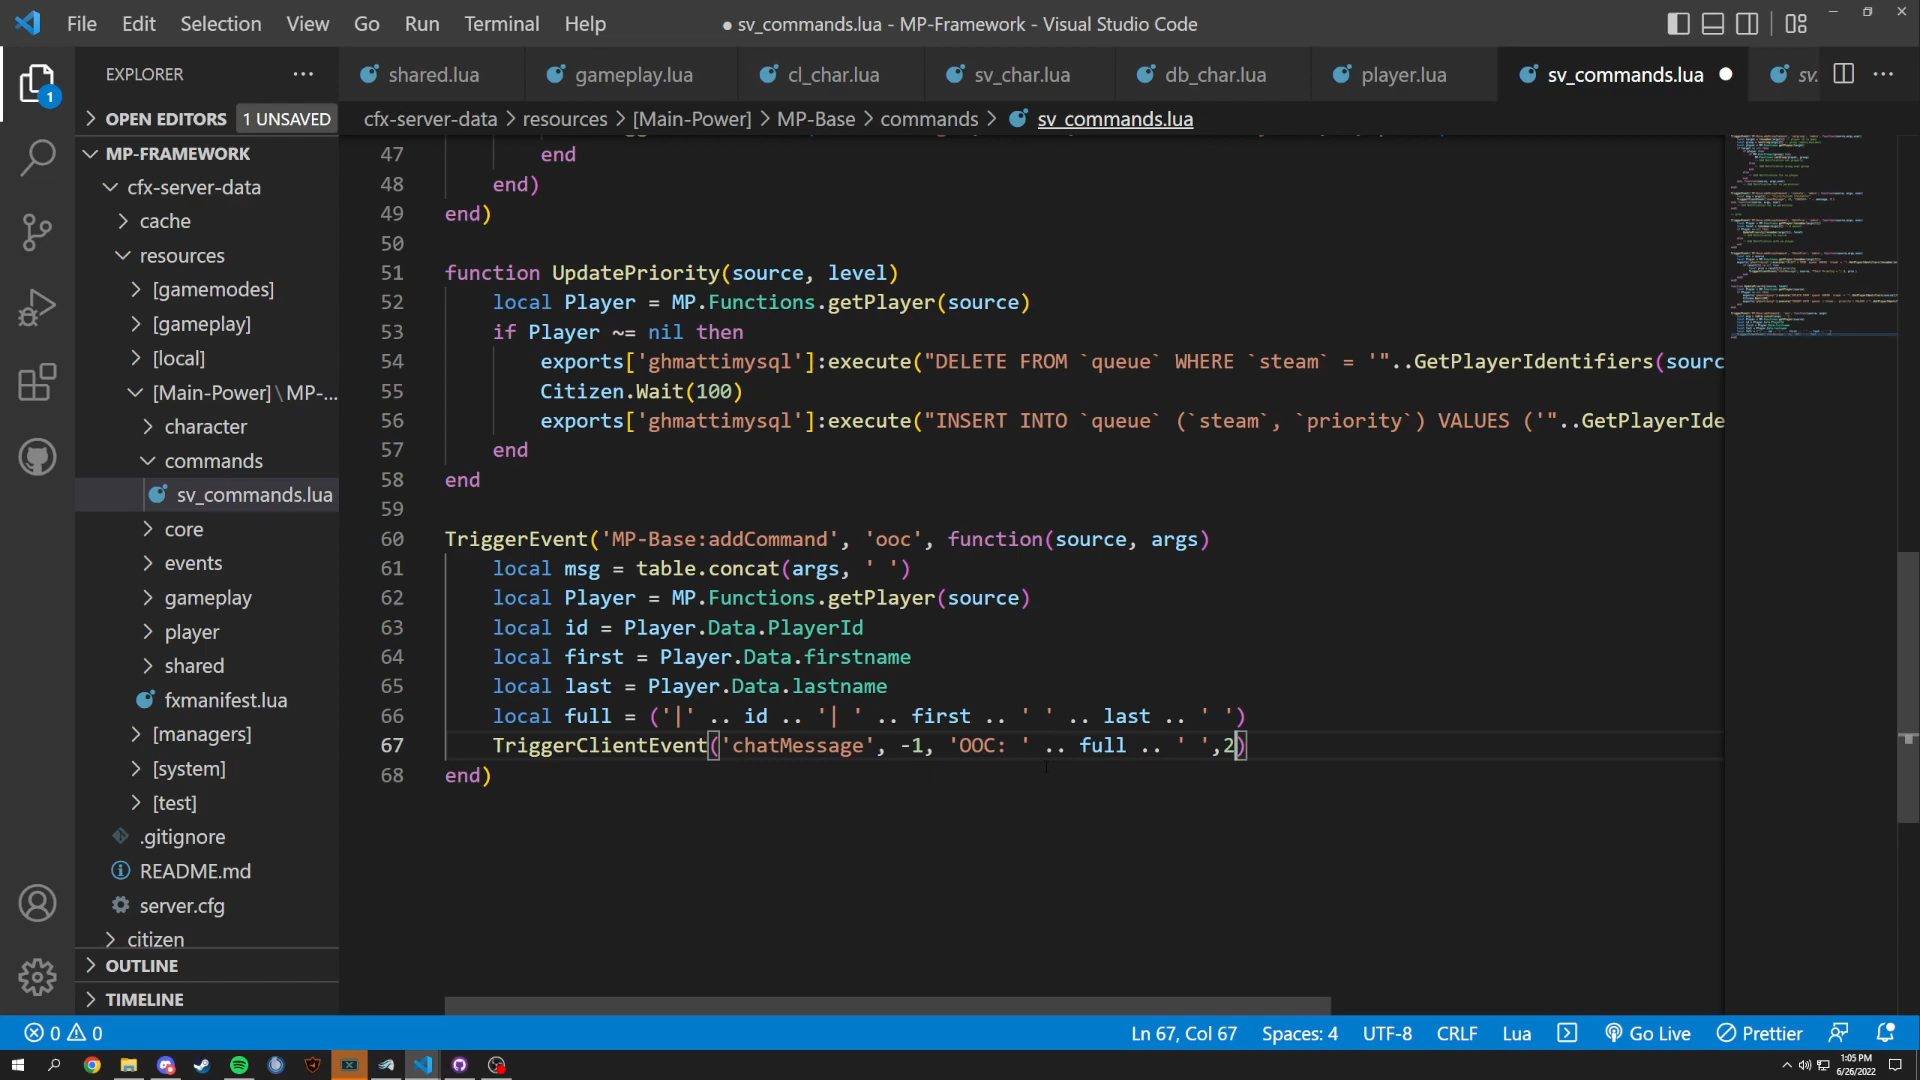 File Edit Selection View Go Run Terminal Help
● sv_commands.lua - MP-Framework - Visual Studio Code
EXPLORER
shared.lua gameplay.lua cl_char.lua sv_char.lua db_char.lua player.lua sv_commands.lua sv.
OPEN EDITORS 1 UNSAVED
cfx-server-data > resources > [Main-Power] > MP-Base > commands > sv_commands.lua
MP-FRAMEWORK
cfx-server-data
cache
resources
[gamemodes]
[gameplay]
[local]
[Main-Power]\MP-...
character
commands
sv_commands.lua
core
events
gameplay
player
shared
fxmanifest.lua
[managers]
[system]
[test]
.gitignore
README.md
server.cfg
citizen
OUTLINE
TIMELINE
1
47 end
48 end)
49 end)
50
51 function UpdatePriority(source, level)
52 local Player = MP.Functions.getPlayer(source)
53 if Player ~= nil then
54 exports['ghmattimysql']:execute("DELETE FROM `queue` WHERE `steam` = '"..GetPlayerIdentifiers(sourc
55 Citizen.Wait(100)
56 exports['ghmattimysql']:execute("INSERT INTO `queue` (`steam`, `priority`) VALUES ('"..GetPlayerIde
57 end
58 end
59
60 TriggerEvent('MP-Base:addCommand', 'ooc', function(source, args)
61 local msg = table.concat(args, ' ')
62 local Player = MP.Functions.getPlayer(source)
63 local id = Player.Data.PlayerId
64 local first = Player.Data.firstname
65 local last = Player.Data.lastname
66 local full = ('|' .. id .. '| ' .. first .. ' ' .. last .. ' ')
67 TriggerClientEvent('chatMessage', -1, 'OOC: ' .. full .. ' ',2)
68 end)
0 0
Ln 67, Col 67 Spaces: 4 UTF-8 CRLF Lua Go Live Prettier
1:05 PM
6/26/2022